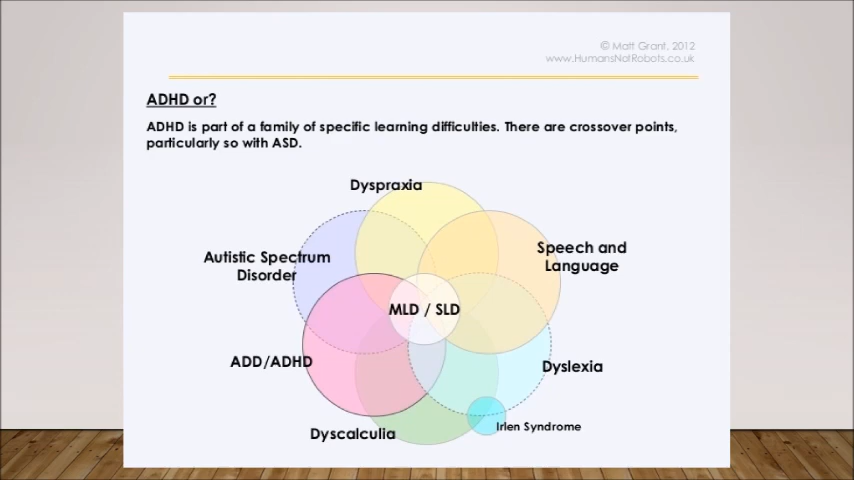 © Matt Grant, 2012
www.HumansNotRobots.co.uk
ADHD or?
ADHD is part of a family of specific learning difficulties. There are crossover points,
particularly so with ASD.
Dyspraxia
Autistic Spectrum
Disorder
Speech and
Language
MLD / SLD
ADD/ADHD
Dyslexia
Dyscalculia
Irlen Syndrome